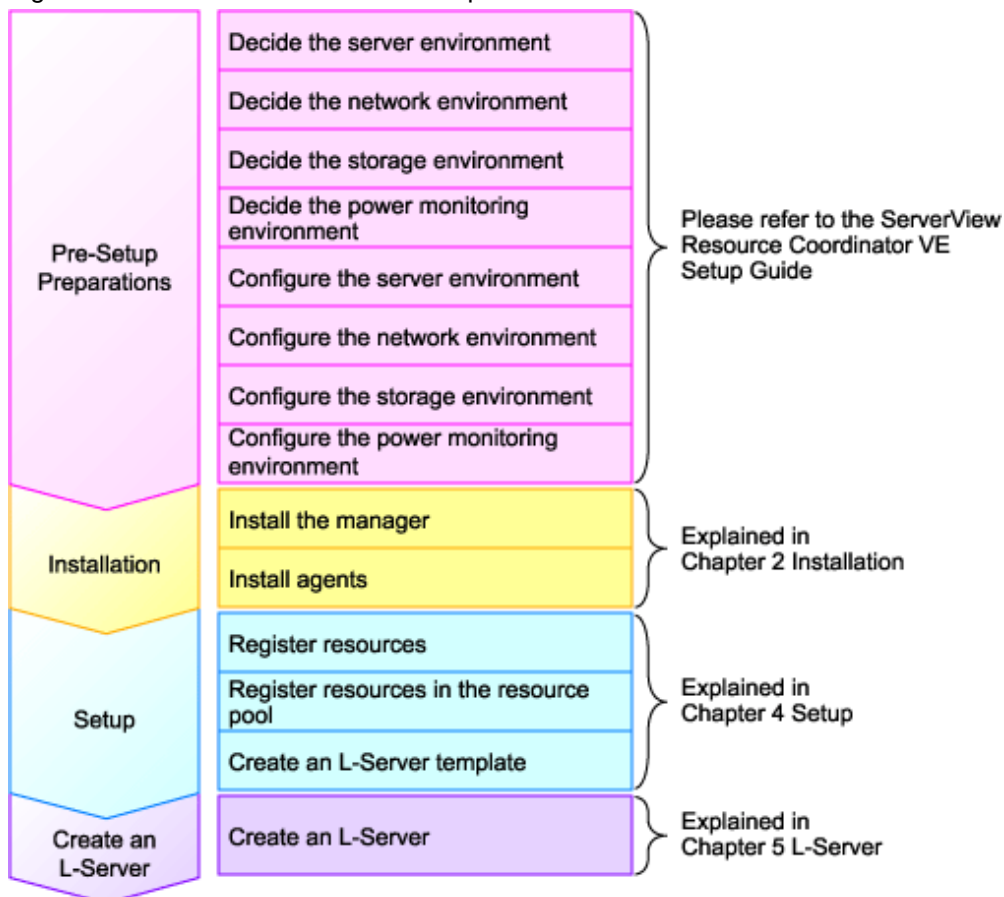 Decide the server environment
Decide the network environment
Decide the storage environment
Decide the power monitoring
environment
Pre-Setup
Preparations
Configure the server environment
Configure the network environment
Configure the storage environment
Configure the power monitoring
environment
Please refer to the ServerView
Resource Coordinator VE
Setup Guide
Installation
Install the manager
Install agents
Explained in
Chapter 2 Installation
Setup
Register resources
Register resources in the resource
pool
Create an L-Server template
Explained in
Chapter 4 Setup
Create an
L-Server
Create an L-Server
Explained in
Chapter 5 L-Server